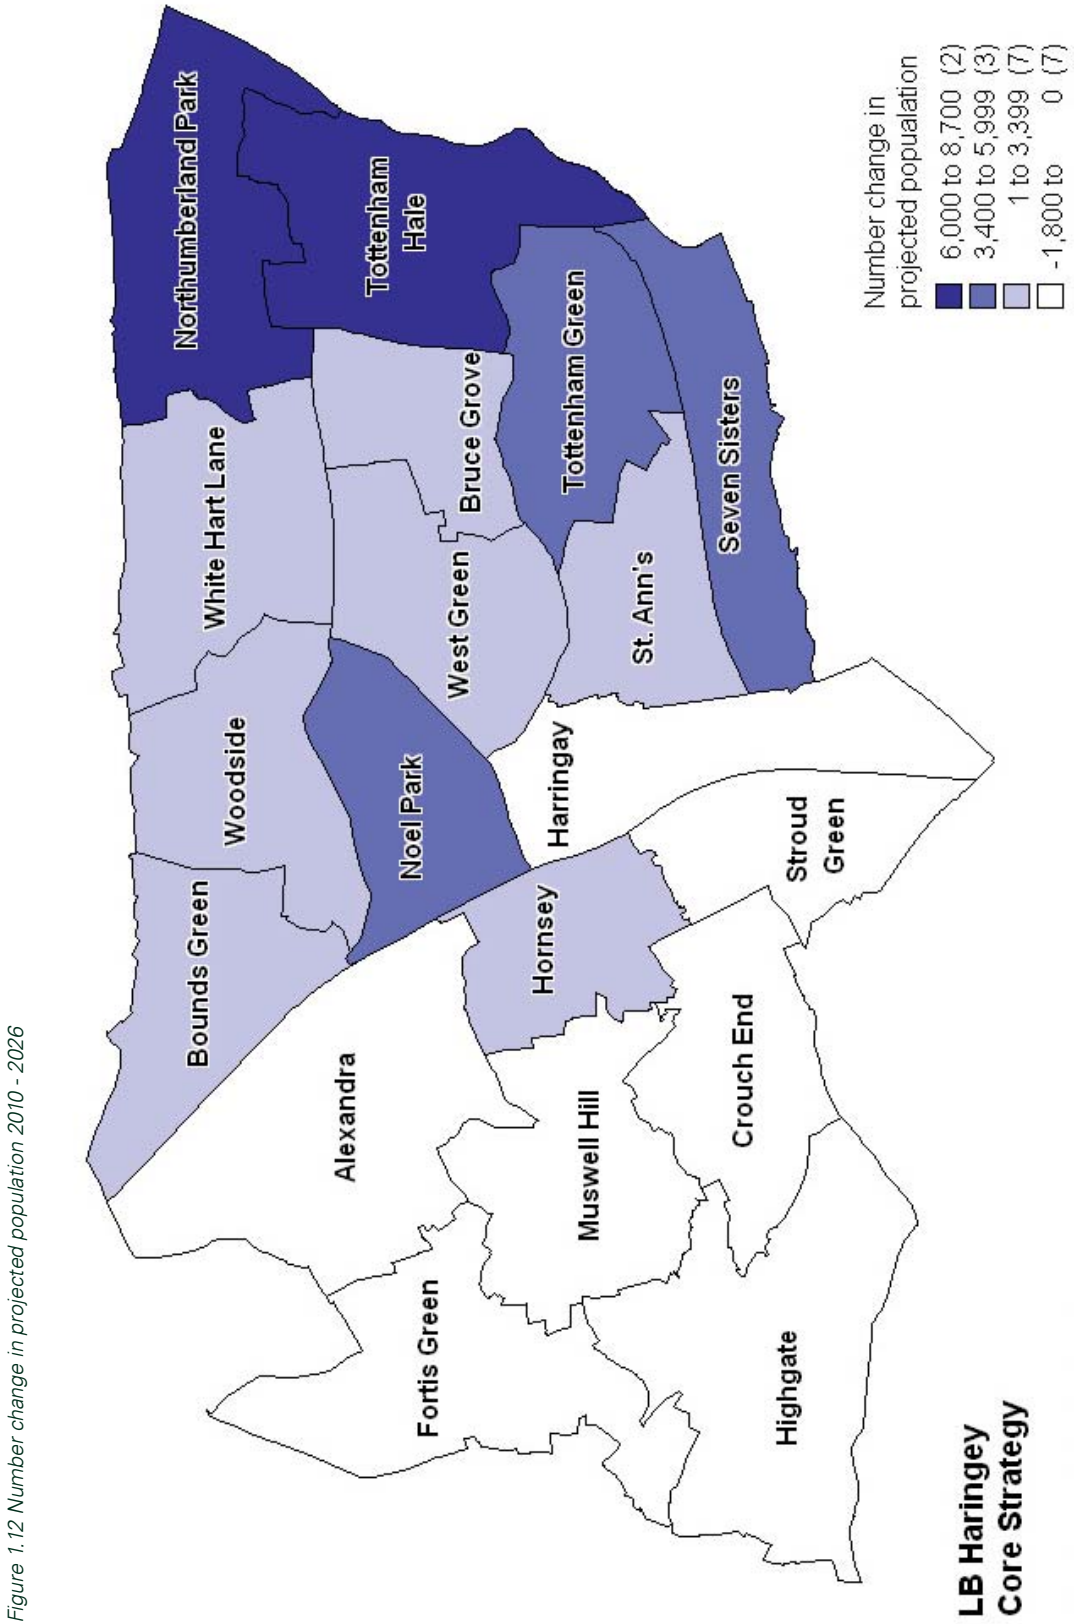 Figure 1.12 Number change in projected population 2010 - 2026
Northumberland Park
Tottenham
Hale
White Hart Lane
Bruce Grove
Tottenham Green
Seven Sisters
West Green
St. Ann's
Woodside
Noel Park
Harringay
Bounds Green
Hornsey
Stroud
Green
Alexandra
Muswell Hill
Crouch End
Fortis Green
Highgate
Number change in
projected popualation
6,000 to 8,700 (2)
3,400 to 5,999 (3)
1 to 3,399 (7)
-1,800 to 0 (7)
LB Haringey
Core Strategy